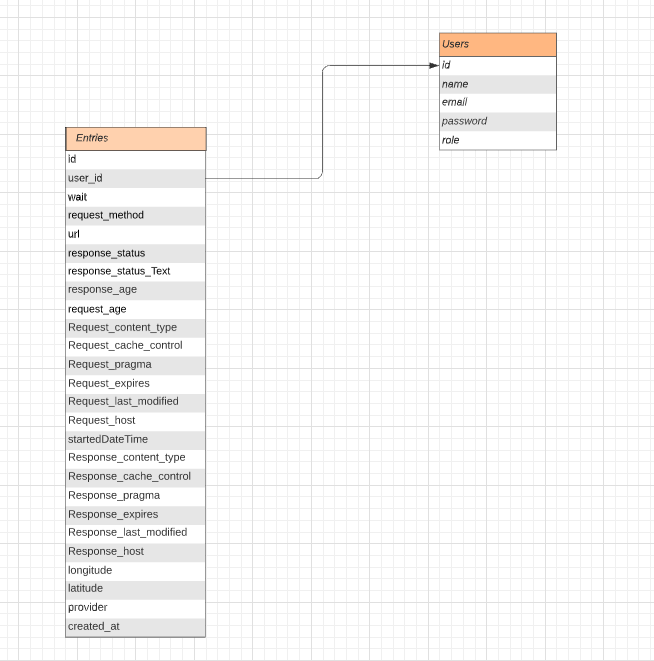 Users
id
name
email
password
role
Entries
id
user_id
wait
request_method
url
response_status
response_status_Text
response_age
request_age
Request_content_type
Request_cache_control
Request_pragma
Request_expires
Request_last_modified
Request_host
startedDateTime
Response_content_type
Response_cache_control
Response_pragma
Response_expires
Response_last_modified
Response_host
longitude
latitude
provider
created_at